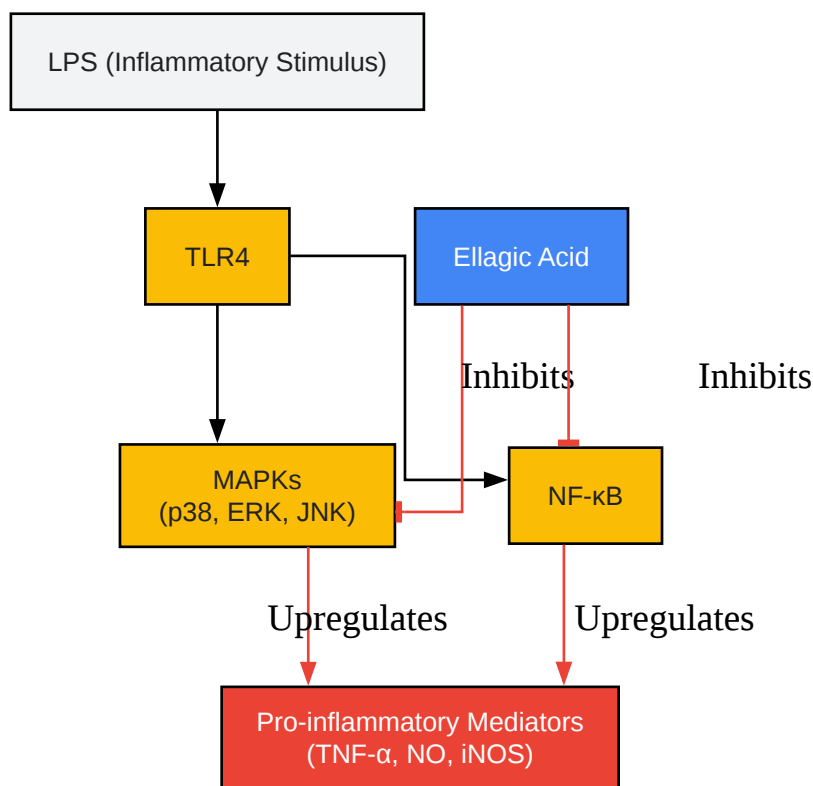 LPS (Inflammatory Stimulus)
TLR4
Ellagic Acid
Inhibits
Inhibits
MAPKs
(p38, ERK, JNK)
NF-κB
Upregulates
Upregulates
Pro-inflammatory Mediators
(TNF-α, NO, iNOS)